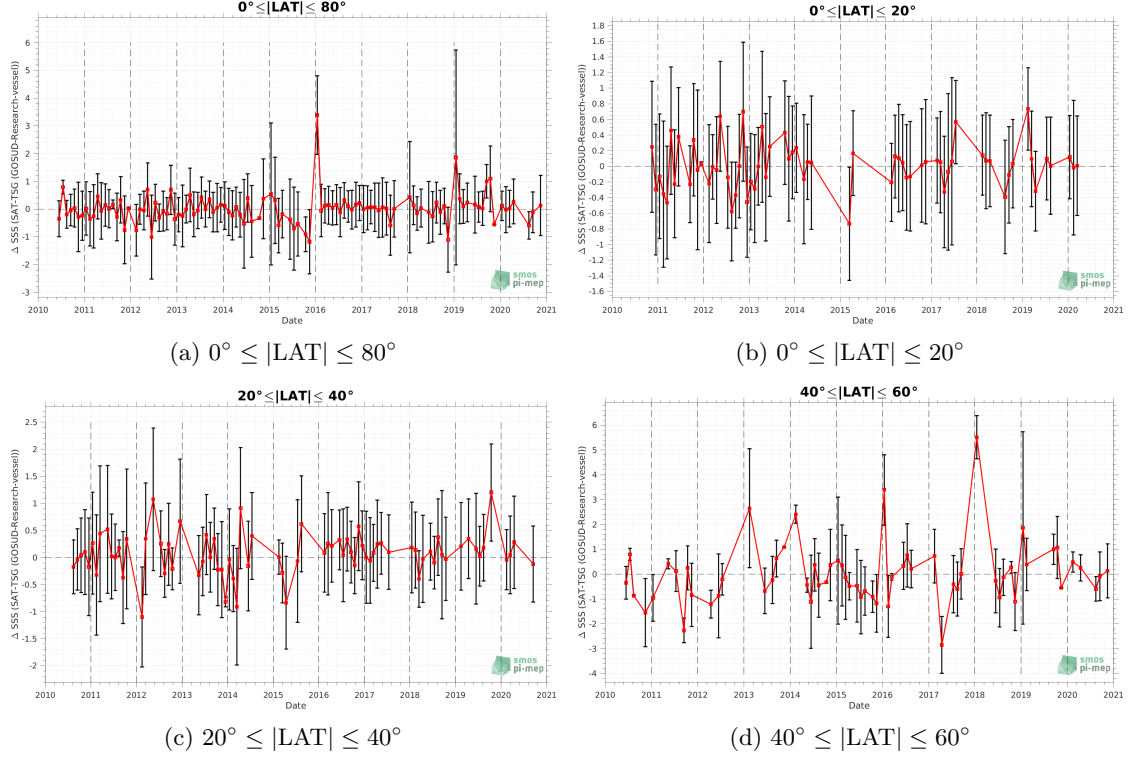 0°≤|LAT|≤ 80°
Δ SSS (SAT-TSG (GOSUD-Research-vessel))
6
5
4
3
2
1
0
-1
-2
-3
2010 2011 2012 2013 2014 2015 2016 2017 2018 2019 2020 2021
Date
smos
pi-mep
(a) 0° ≤ |LAT| ≤ 80°
0°≤|LAT|≤ 20°
Δ SSS (SAT-TSG (GOSUD-Research-vessel))
1.8
1.6
1.4
1.2
1
0.8
0.6
0.4
0.2
0
-0.2
-0.4
-0.6
-0.8
-1
-1.2
-1.4
-1.6
2010 2011 2012 2013 2014 2015 2016 2017 2018 2019 2020 2021
Date
smos
pi-mep
(b) 0° ≤ |LAT| ≤ 20°
20°≤|LAT|≤ 40°
Δ SSS (SAT-TSG (GOSUD-Research-vessel))
2.5
2
1.5
1
0.5
0
-0.5
-1
-1.5
-2
2010 2011 2012 2013 2014 2015 2016 2017 2018 2019 2020 2021
Date
smos
pi-mep
(c) 20° ≤ |LAT| ≤ 40°
40°≤|LAT|≤ 60°
Δ SSS (SAT-TSG (GOSUD-Research-vessel))
6
5
4
3
2
1
0
-1
-2
-3
-4
2010 2011 2012 2013 2014 2015 2016 2017 2018 2019 2020 2021
Date
smos
pi-mep
(d) 40° ≤ |LAT| ≤ 60°